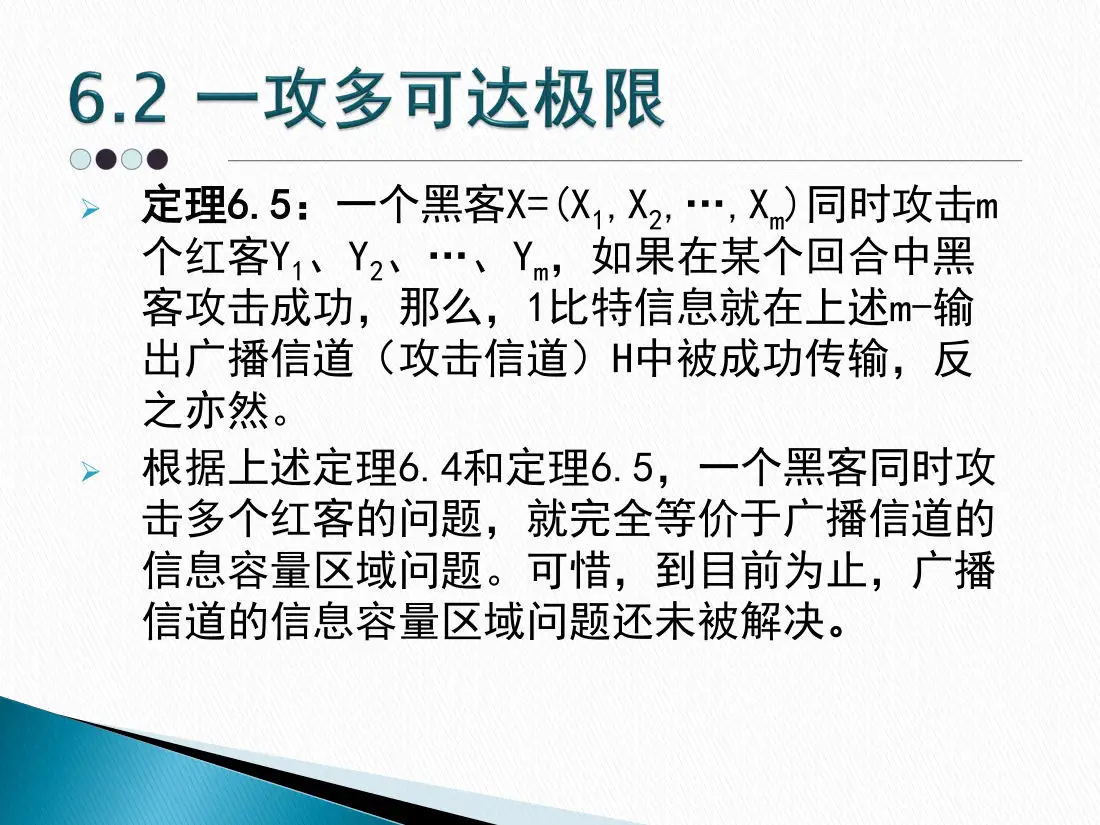 6.2 一攻多可达极限
定理6.5：一个黑客X=(X1,X2,…,Xm)同时攻击m
个红客Y1、Y2、…、Ym，如果在某个回合中黑
客攻击成功，那么，1比特信息就在上述m-输
出广播信道（攻击信道）H中被成功传输，反
之亦然。
根据上述定理6.4和定理6.5，一个黑客同时攻
击多个红客的问题，就完全等价于广播信道的
信息容量区域问题。可惜，到目前为止，广播
信道的信息容量区域问题还未被解决。